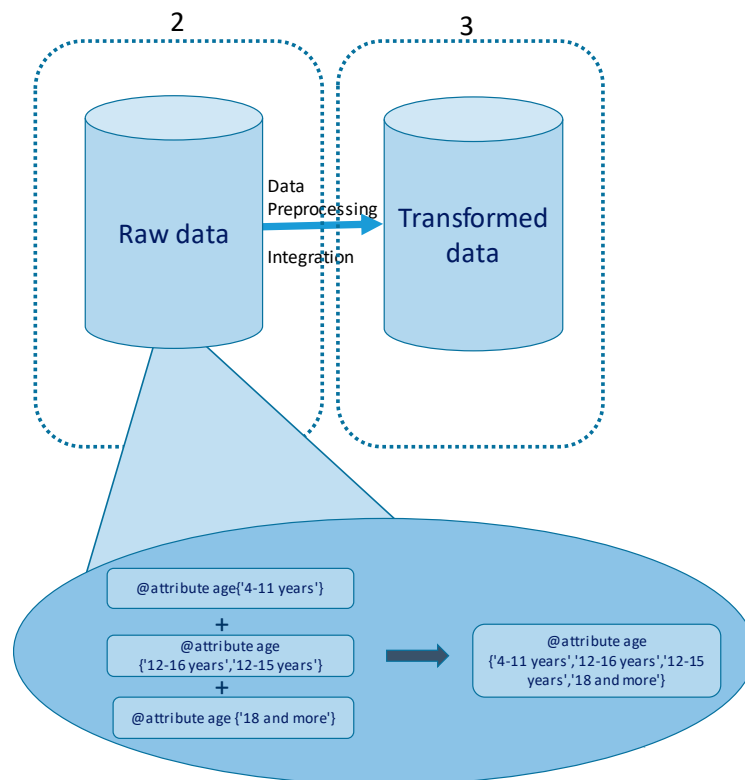 2
3
Raw data
Data
Preprocessing
Integration
Transformed
data
@attribute age{'4-11 years'}
+
@attribute age
{'12-16 years','12-15 years'}
+
@attribute age {'18 and more'}
@attribute age
{'4-11 years','12-16 years','12-15
years','18 and more'}